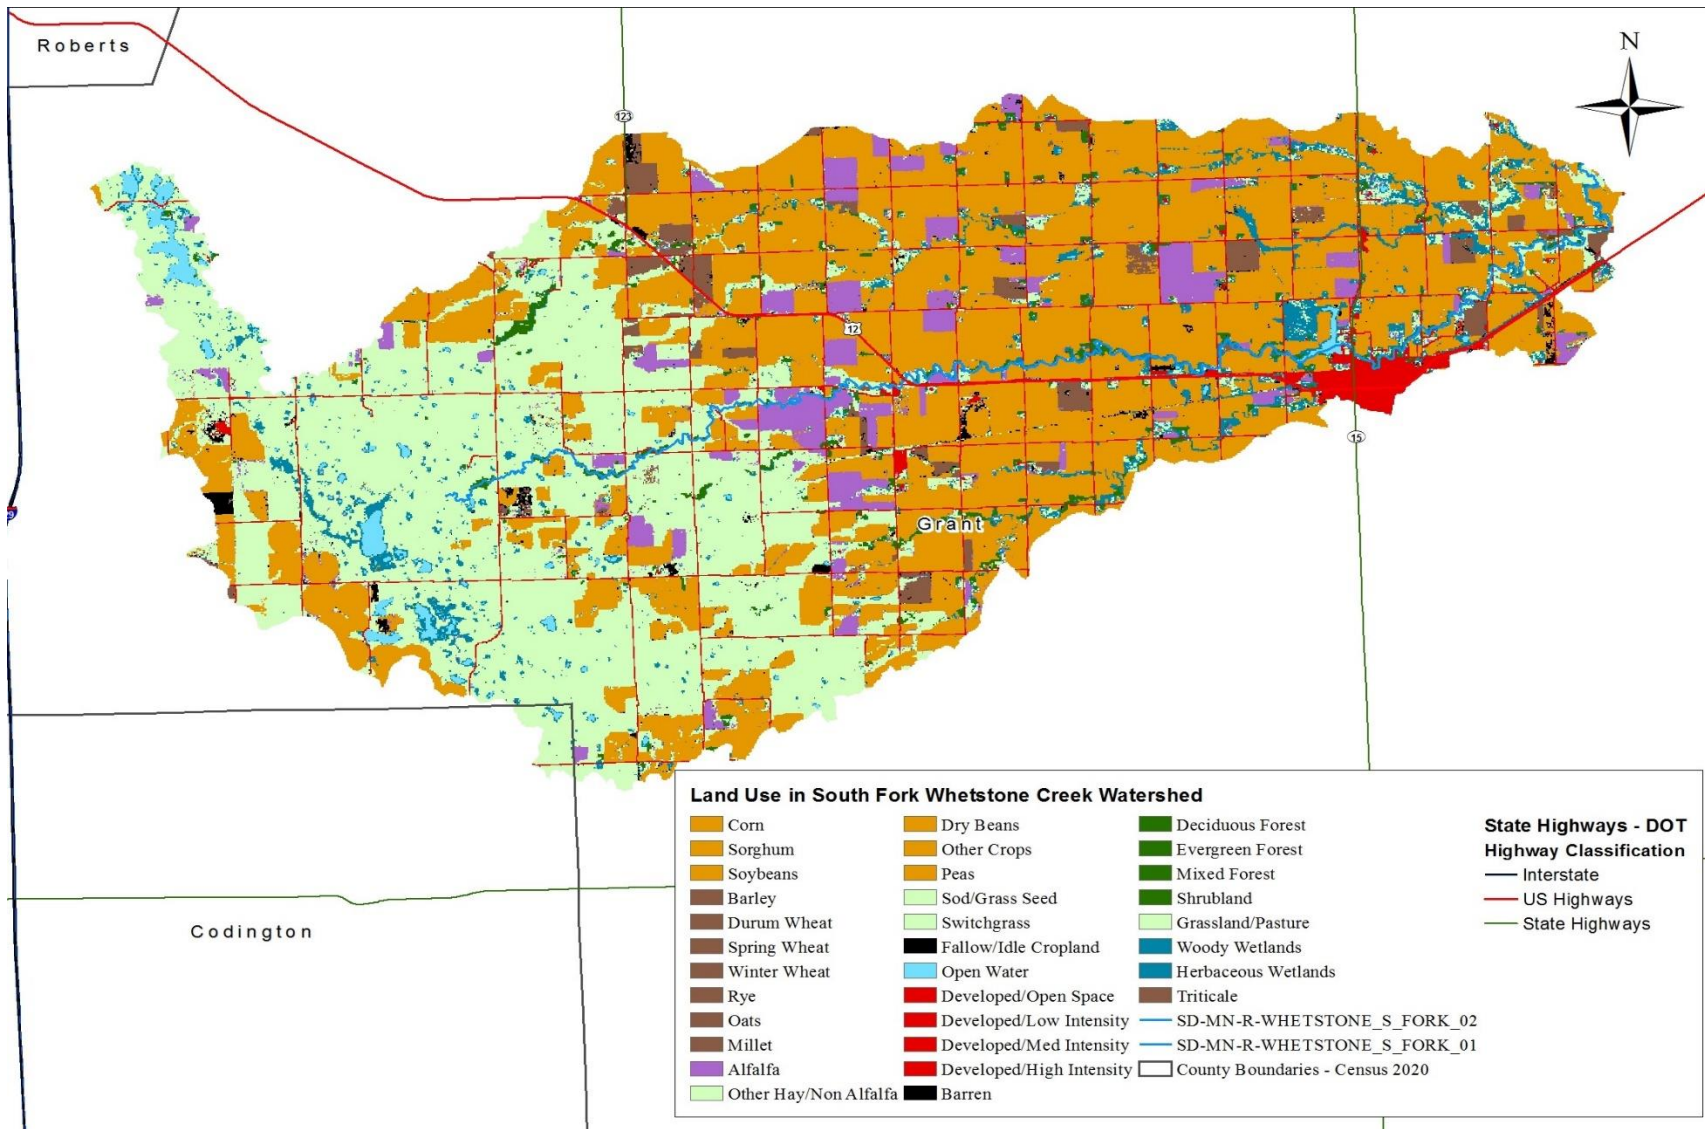 Roberts
N
123
12
15
Grant
Codington
Land Use in South Fork Whetstone Creek Watershed
Corn
Sorghum
Soybeans
Barley
Durum Wheat
Spring Wheat
Winter Wheat
Rye
Oats
Millet
Alfalfa
Other Hay/Non Alfalfa
Dry Beans
Other Crops
Peas
Sod/Grass Seed
Switchgrass
Fallow/Idle Cropland
Open Water
Developed/Open Space
Developed/Low Intensity
Developed/Med Intensity
Developed/High Intensity
Barren
Deciduous Forest
Evergreen Forest
Mixed Forest
Shrubland
Grassland/Pasture
Woody Wetlands
Herbaceous Wetlands
Triticale
SD-MN-R-WHETSTONE_S_FORK_02
SD-MN-R-WHETSTONE_S_FORK_01
County Boundaries - Census 2020
State Highways - DOT
Highway Classification
Interstate
US Highways
State Highways